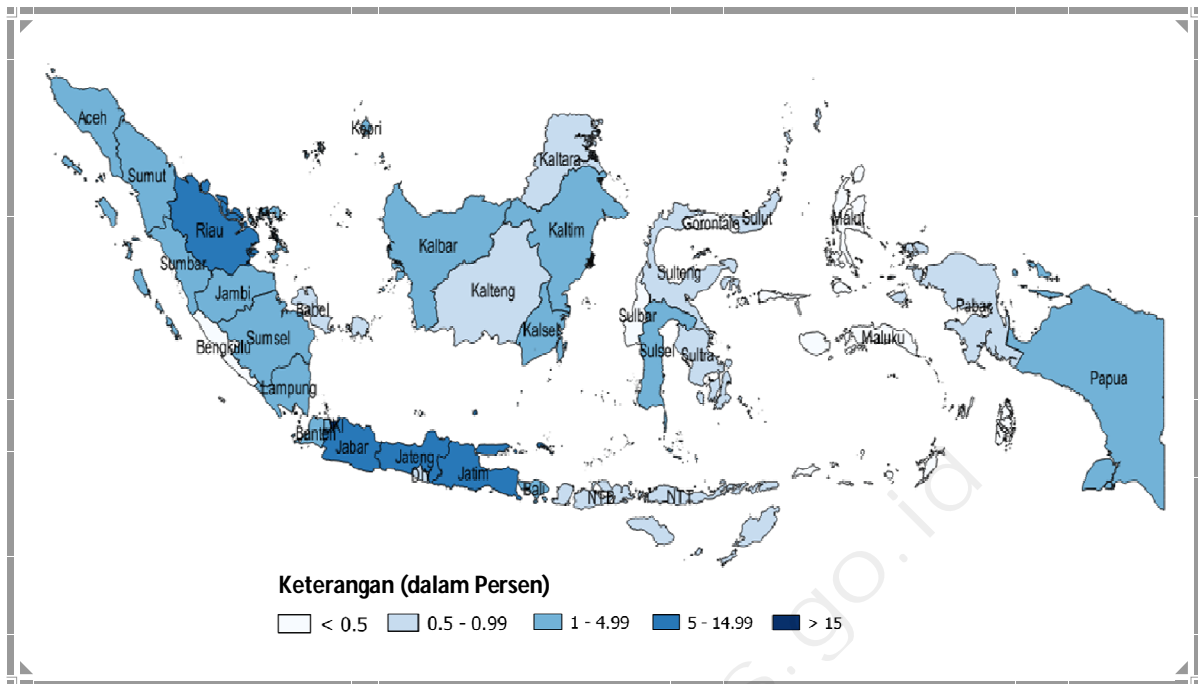 Aceh
Kepri
Sumut
Kaltara
Riau
Kalbar
Kaltim
Gorontalo
Sulut
Malut
Sumbar
Sulteng
Jambi
Kalteng
Babel
Pabar
Sulbar
Kalsel
Sumsel
Bengkulu
Sulsel
Sultra
Maluku
Papua
Lampung
Banten
DKI
Jabar
Jateng
DIY
Jatim
Bali
NTB
NTT
Keterangan (dalam Persen)
< 0.5 0.5 - 0.99 1 - 4.99 5 - 14.99 > 15
s.go.id